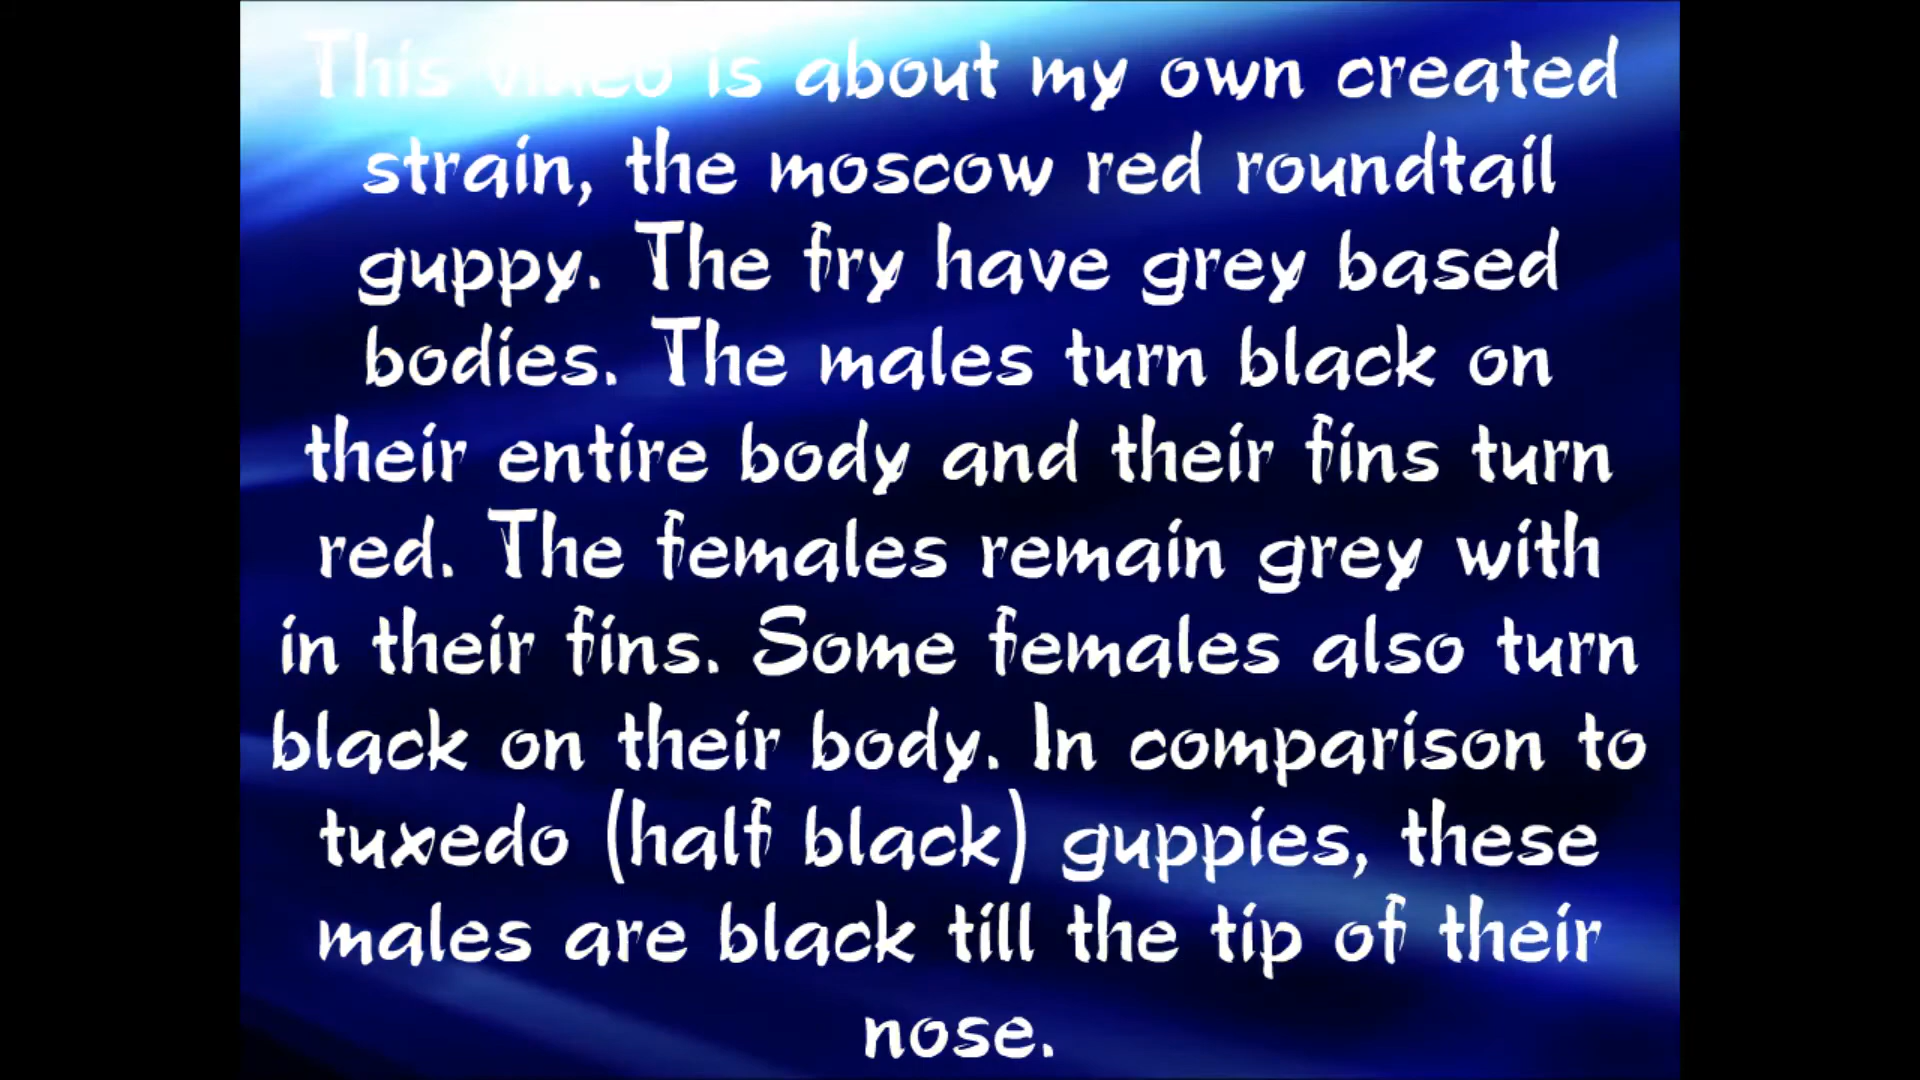 This video is about my own created
strain, the moscow red roundtail
guppy. The fry have grey based
bodies. The males turn black on
their entire body and their fins turn
red. The females remain grey with
in their fins. Some females also turn
black on their body. In comparison to
tuxedo (half black) guppies, these
males are black till the tip of their
nose.